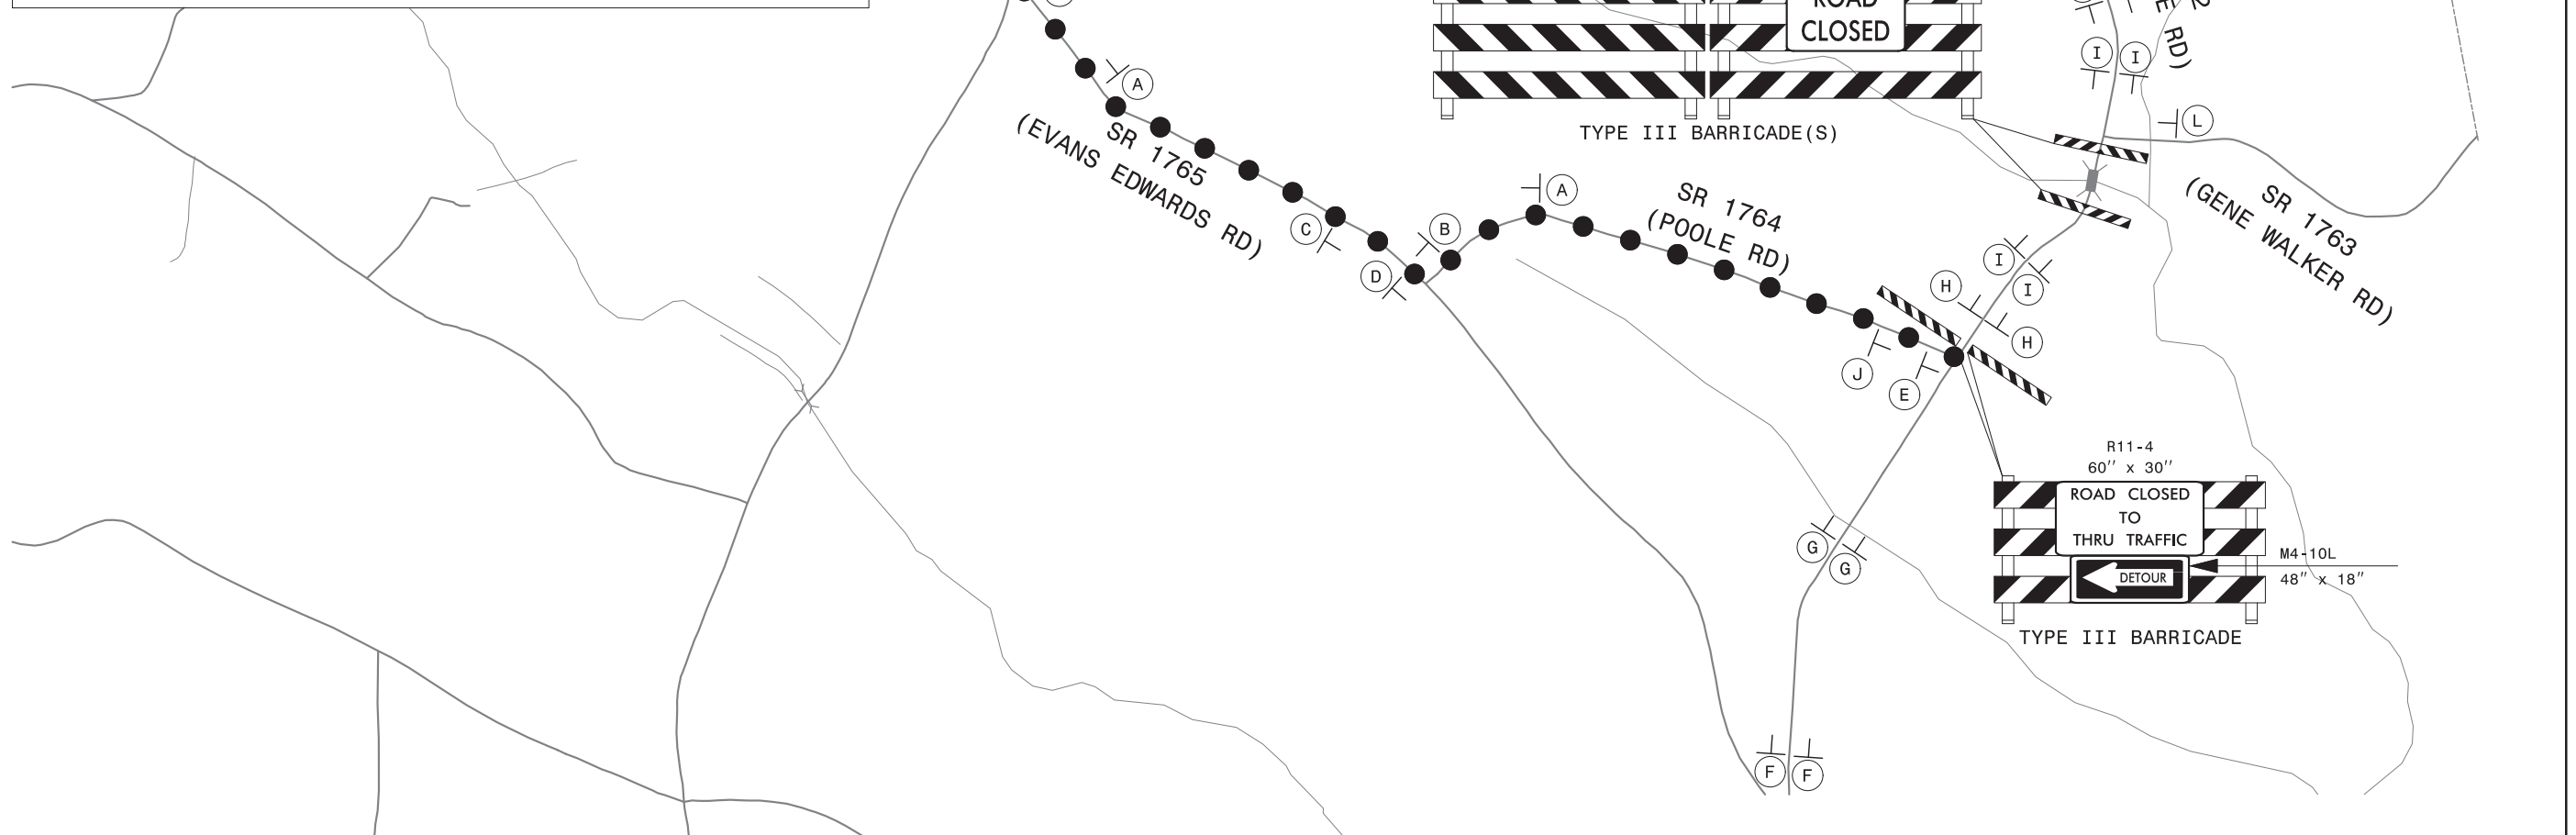 ROAD
CLOSED
TYPE III BARRICADE(S)
E RD)
2
I
I
L
A
SR 1765
(EVANS EDWARDS RD)
C
D
B
A
SR 1764
(POOLE RD)
SR 1763
(GENE WALKER RD)
I
I
H
H
J
E
G
G
F
F
R11-4
60" x 30"
ROAD CLOSED
TO
THRU TRAFFIC
DETOUR
M4-10L
48" x 18"
TYPE III BARRICADE